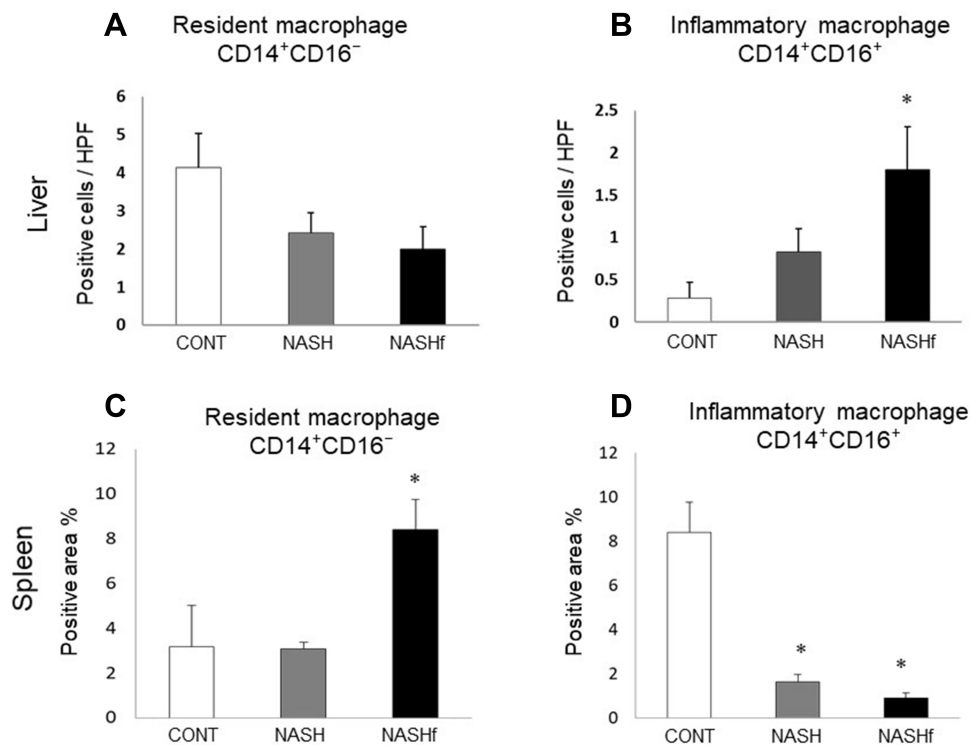 A
Resident macrophage
CD14⁺CD16⁻
Liver
Positive cells / HPF
6
5
4
3
2
1
0
CONT
NASH
NASHf
B
Inflammatory macrophage
CD14⁺CD16⁺
Positive cells / HPF
2.5
2
1.5
1
0.5
0
*
CONT
NASH
NASHf
C
Resident macrophage
CD14⁺CD16⁻
Spleen
Positive area %
12
10
8
6
4
2
0
*
CONT
NASH
NASHf
D
Inflammatory macrophage
CD14⁺CD16⁺
Positive area %
12
10
8
6
4
2
0
*
*
CONT
NASH
NASHf